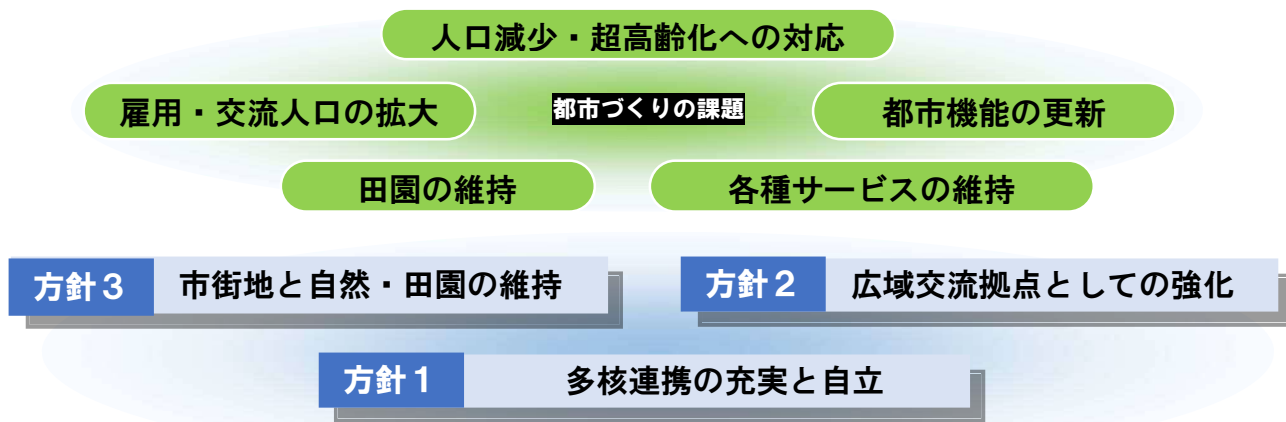 人口減少・超高齢化への対応
雇用・交流人口の拡大
都市づくりの課題
都市機能の更新
田園の維持
各種サービスの維持
方針３ 市街地と自然・田園の維持
方針２ 広域交流拠点としての強化
方針１ 多核連携の充実と自立